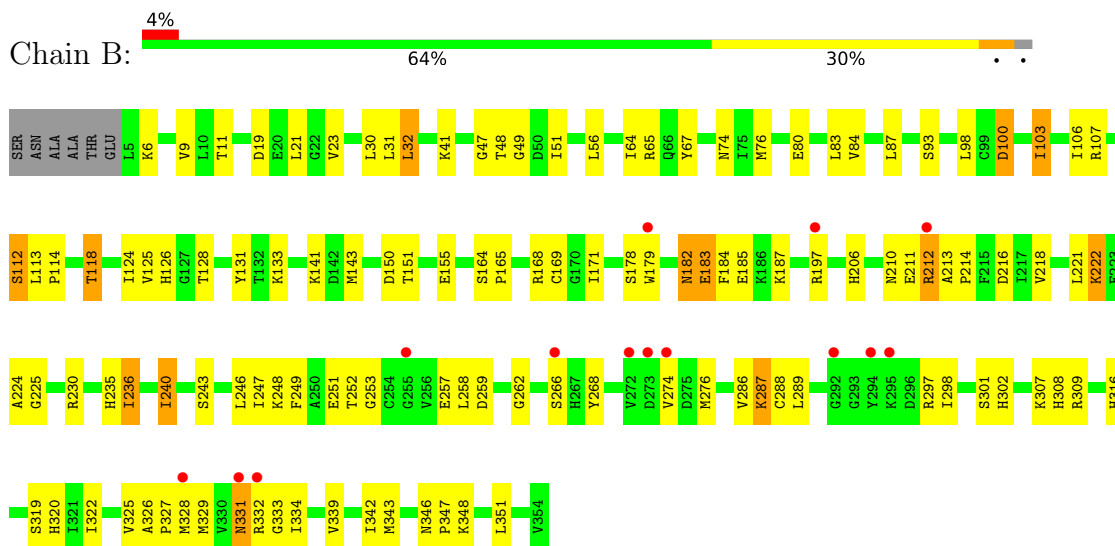 4%
Chain B:
64% 30% • •
SER ASN ALA ALA THR GLU L5 K6 V9 L10 T11 D19 E20 L21 G22 V23 L30 L31 L32 K41 G47 T48 G49 D50 I51 L56 I64 R65 Q66 Y67 N74 I75 M76 E80 L83 V84 L87 S93 L98 C99 D100 I103 I106 R107
S112 L113 P114 T118 I124 V125 H126 G127 T128 Y131 T132 K133 K141 D142 M143 D150 T151 E155 S164 P165 R168 C169 G170 I171 S178 W179 N182 E183 F184 E185 K186 K187 R197 H206 N210 E211 R212 A213 P214 F215 D216 I217 V218 L221 K222 E223
A224 G225 R230 H235 I236 I240 S243 L246 I247 K248 F249 A250 E251 T252 G253 C254 G255 V256 E257 L258 D259 G262 S266 H267 Y268 V272 D273 V274 D275 M276 V286 K287 C288 L289 G292 G293 Y294 K295 D296 R297 I298 S301 H302 K307 H308 R309 H316
S319 H320 I321 I322 V325 A326 P327 M328 M329 V330 N331 R332 G333 I334 V339 I342 M343 N346 P347 K348 L351 V354